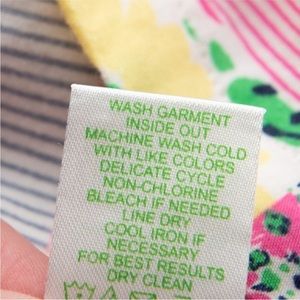 WASH GARMENT
INSIDE OUT
MACHINE WASH COLD
WITH LIKE COLORS
DELICATE CYCLE
NON-CHLORINE
BLEACH IF NEEDED
LINE DRY
COOL IRON IF
NECESSARY
FOR BEST RESULTS
DRY CLEAN